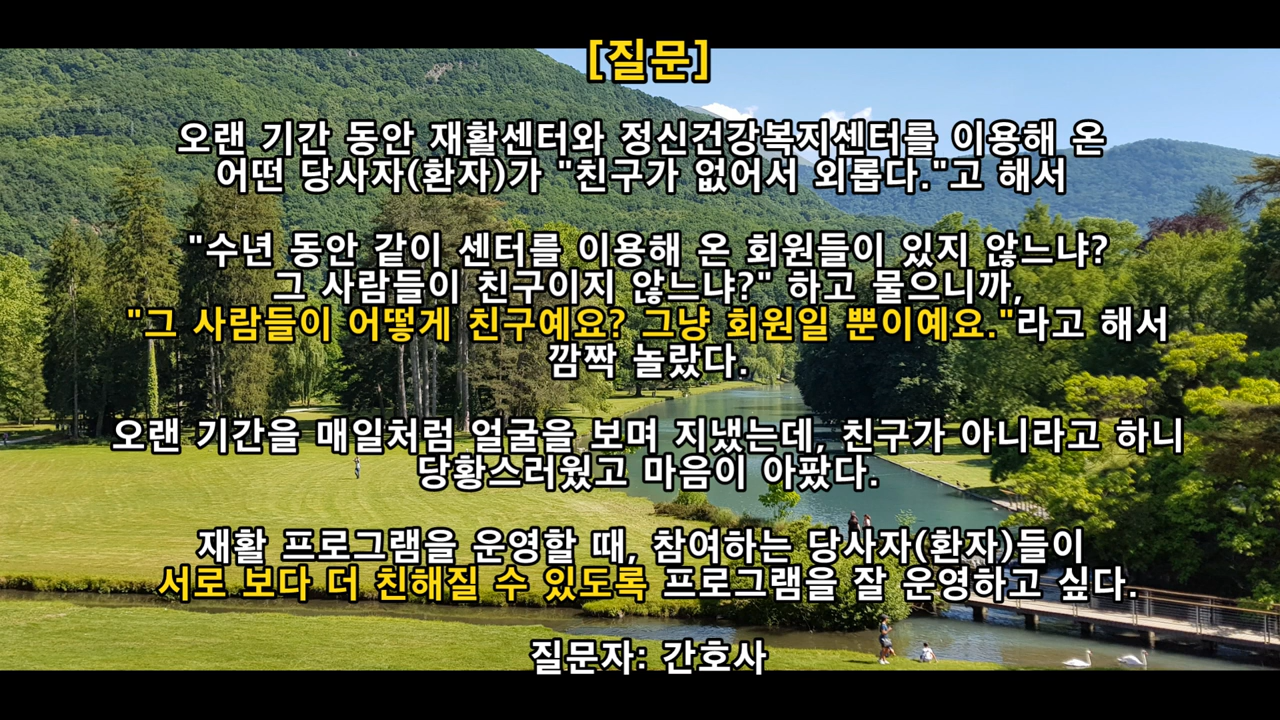 [질문]
오랜 기간 동안 재활센터와 정신건강복지센터를 이용해 온
어떤 당사자(환자)가 "친구가 없어서 외롭다."고 해서
"수년 동안 같이 센터를 이용해 온 회원들이 있지 않느냐?
그 사람들이 친구이지 않느냐?" 하고 물으니까,
"그 사람들이 어떻게 친구예요? 그냥 회원일 뿐이예요."라고 해서
깜짝 놀랐다.
오랜 기간을 매일처럼 얼굴을 보며 지냈는데, 친구가 아니라고 하니
당황스러웠고 마음이 아팠다.
재활 프로그램을 운영할 때, 참여하는 당사자(환자)들이
서로 보다 더 친해질 수 있도록 프로그램을 잘 운영하고 싶다.
질문자: 간호사